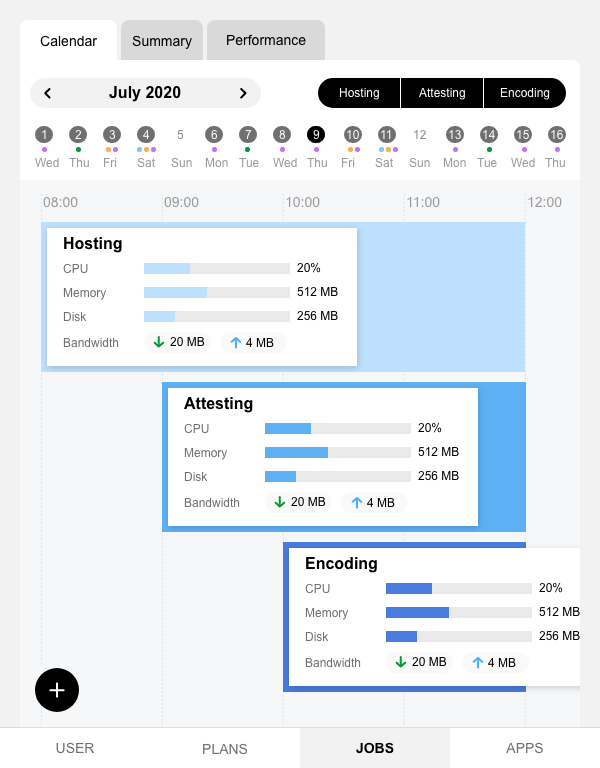 Calendar Summary Performance
July 2020 Hosting Attesting Encoding
1 2 3 4 5 6 7 8 9 10 11 12 13 14 15 16
Wed Thu Fri Sat Sun Mon Tue Wed Thu Fri Sat Sun Mon Tue Wed Thu
08:00 09:00 10:00 11:00 12:00
Hosting
CPU 20%
Memory 512 MB
Disk 256 MB
Bandwidth 20 MB 4 MB
Attesting
CPU 20%
Memory 512 MB
Disk 256 MB
Bandwidth 20 MB 4 MB
Encoding
CPU 20%
Memory 512 MB
Disk 256 MB
Bandwidth 20 MB 4 MB
USER PLANS JOBS APPS